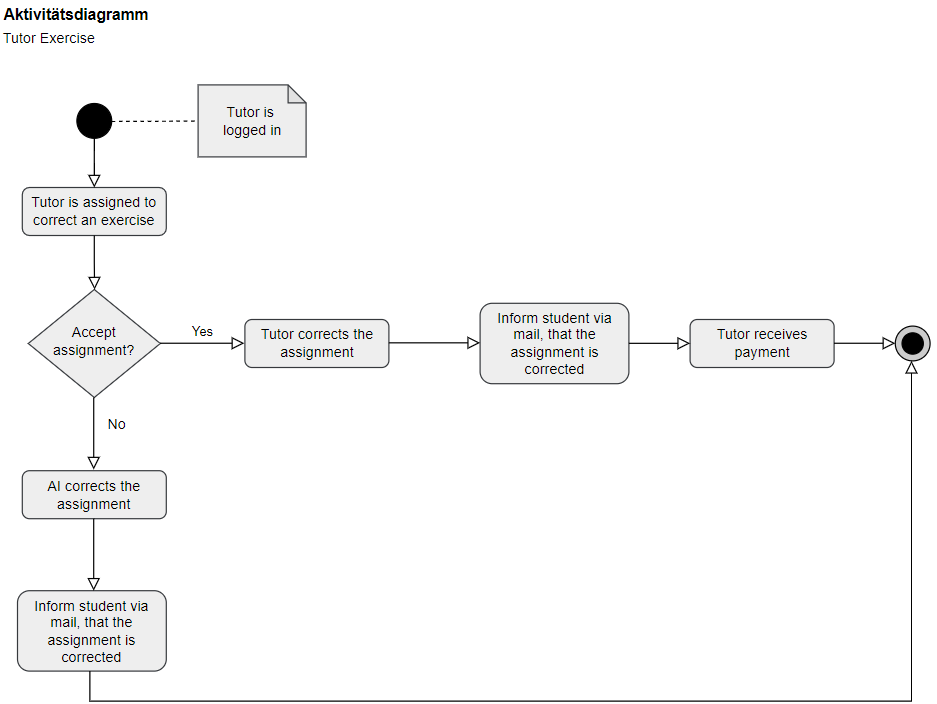 Aktivitätsdiagramm
Tutor Exercise
Tutor is
logged in
Tutor is assigned to
correct an exercise
Accept
assignment?
Yes
Tutor corrects the
assignment
Inform student via
mail, that the
assignment is
corrected
Tutor receives
payment
No
AI corrects the
assignment
Inform student via
mail, that the
assignment is
corrected